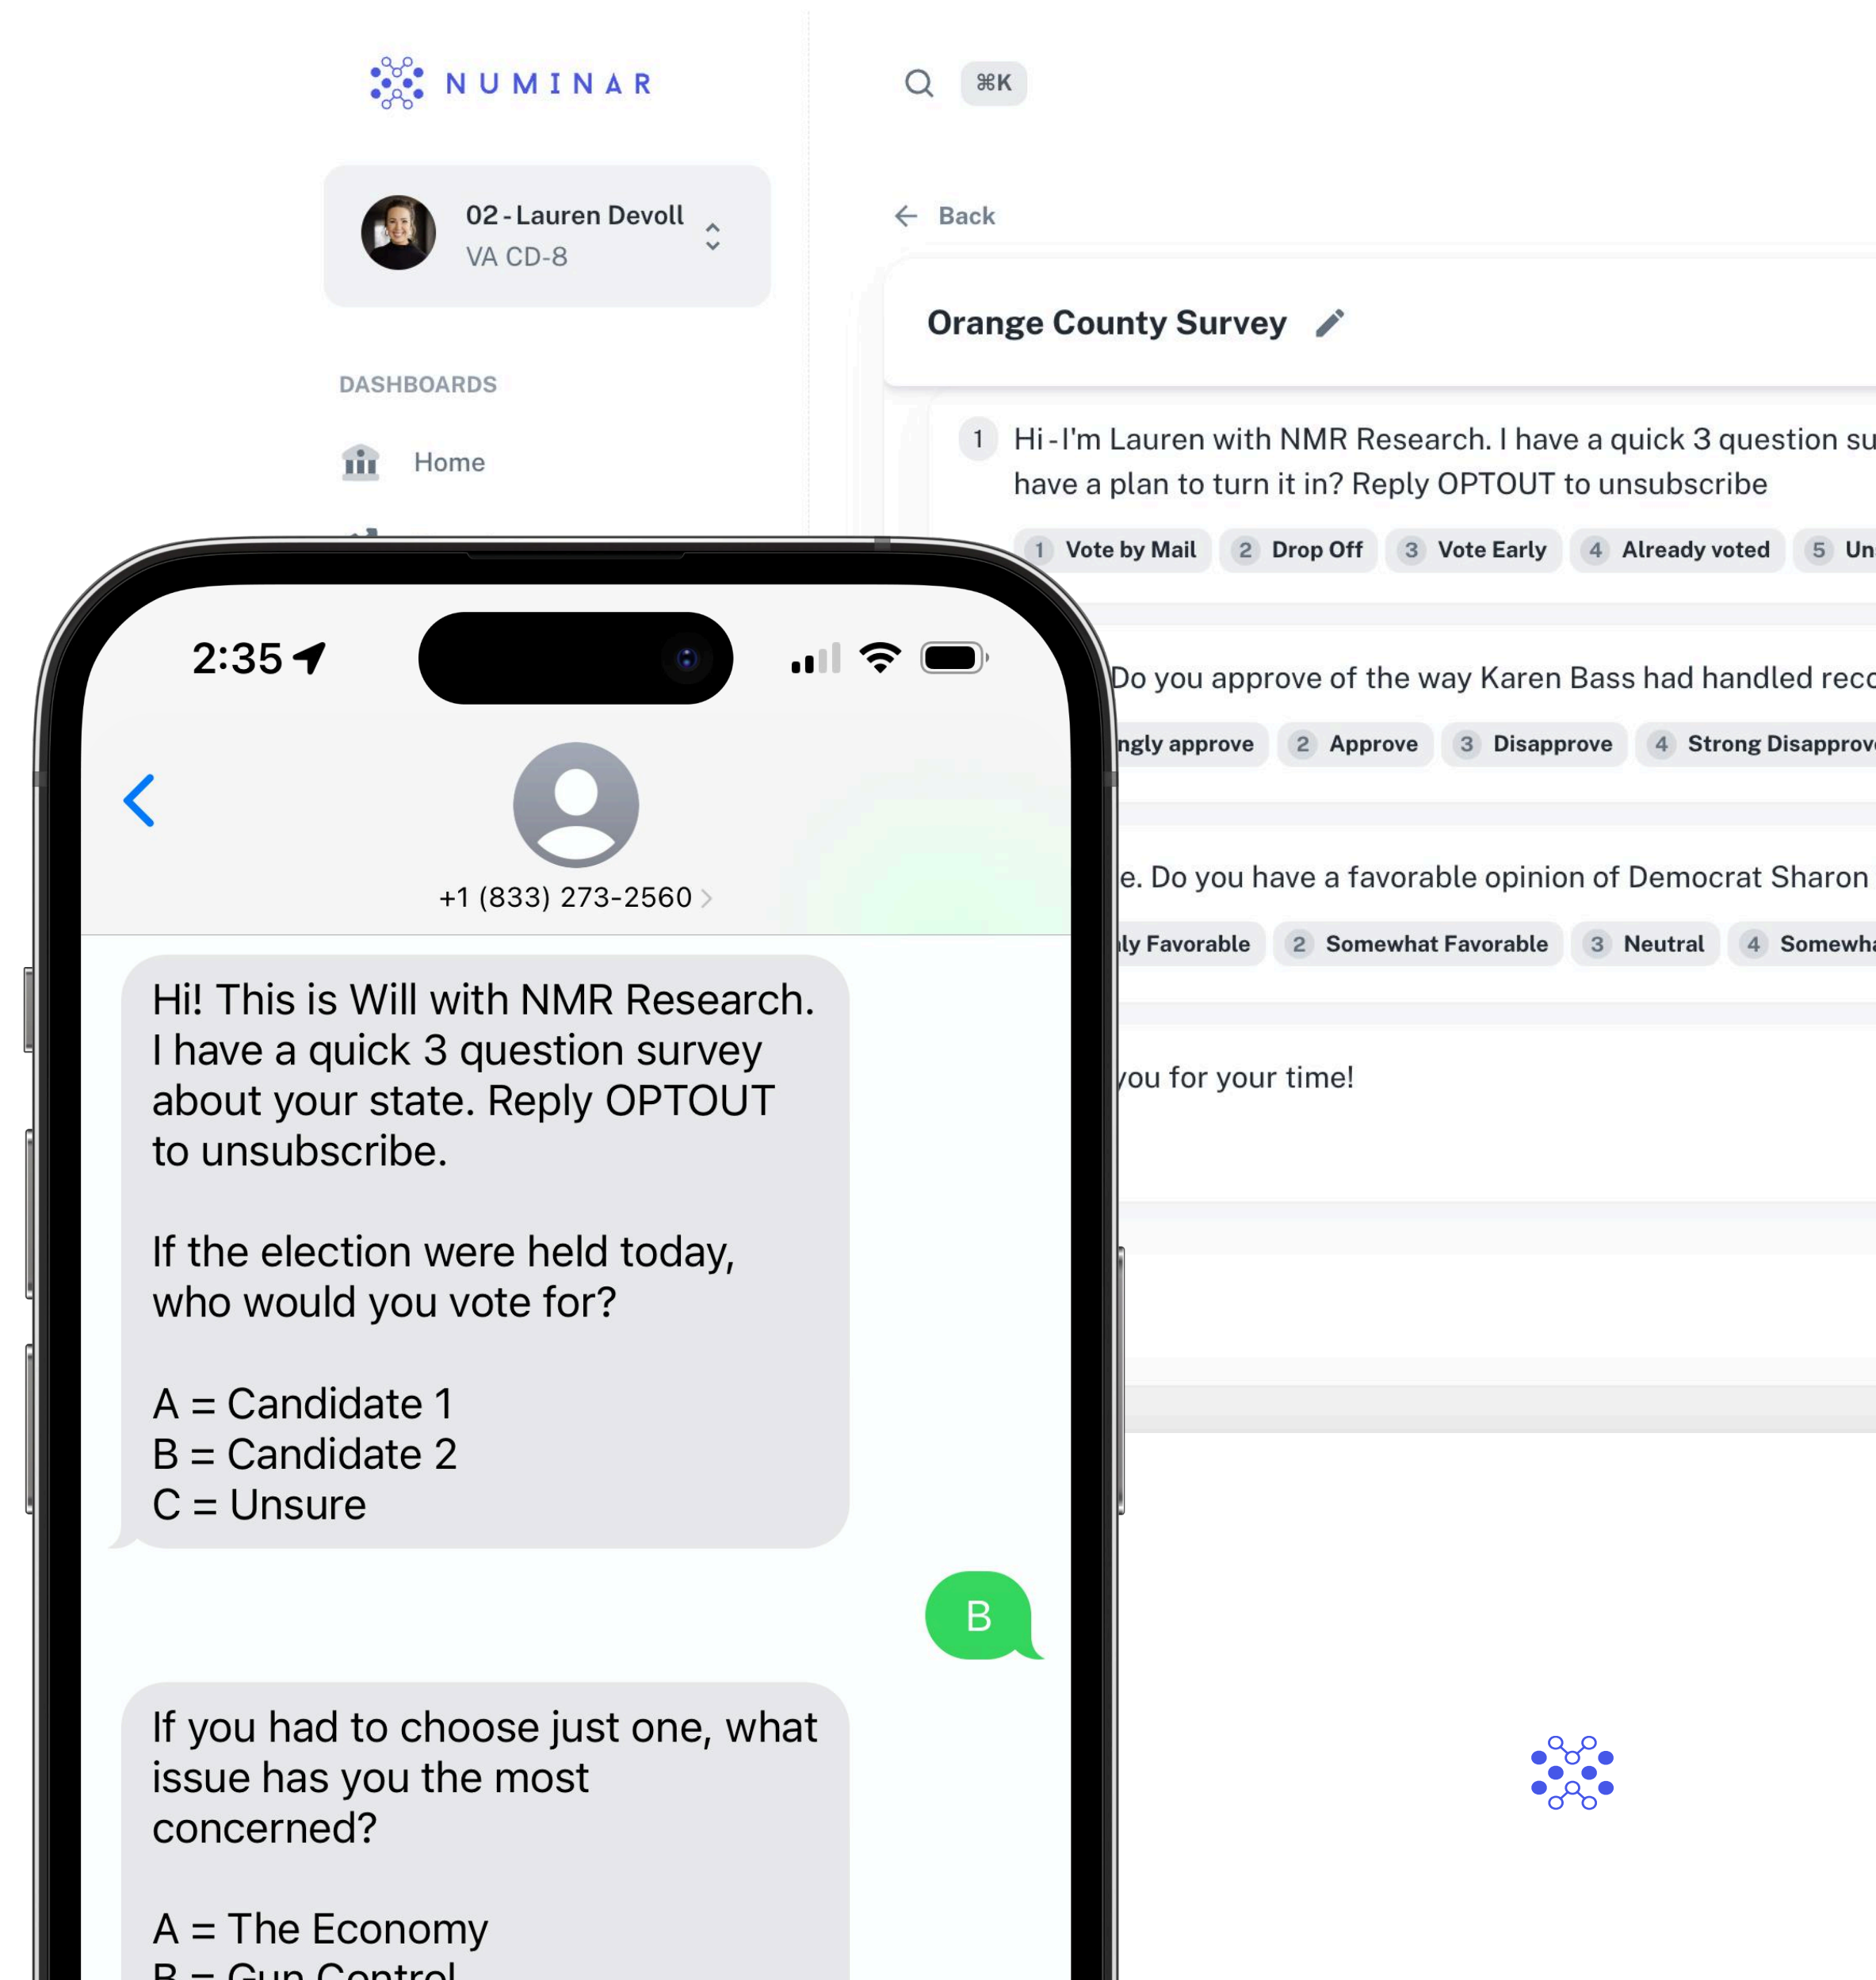 NUMINAR
⌘K
02 - Lauren Devoll
VA CD-8
Back
DASHBOARDS
Home
Orange County Survey
1 Hi - I'm Lauren with NMR Research. I have a quick 3 question
have a plan to turn it in? Reply OPTOUT to unsubscribe
1 Vote by Mail 2 Drop Off 3 Vote Early 4 Already voted 5
Do you approve of the way Karen Bass had handled
approve 2 Approve 3 Disapprove 4 Strong
Do you have a favorable opinion of Democrat Sharon
Favorable 2 Somewhat Favorable 3 Neutral 4
you for your time!
2:35
+1 (833) 273-2560
Hi! This is Will with NMR Research.
I have a quick 3 question survey
about your state. Reply OPTOUT
to unsubscribe.
If the election were held today,
who would you vote for?
A = Candidate 1
B = Candidate 2
C = Unsure
B
If you had to choose just one, what
issue has you the most
concerned?
A = The Economy
B = Gun Control